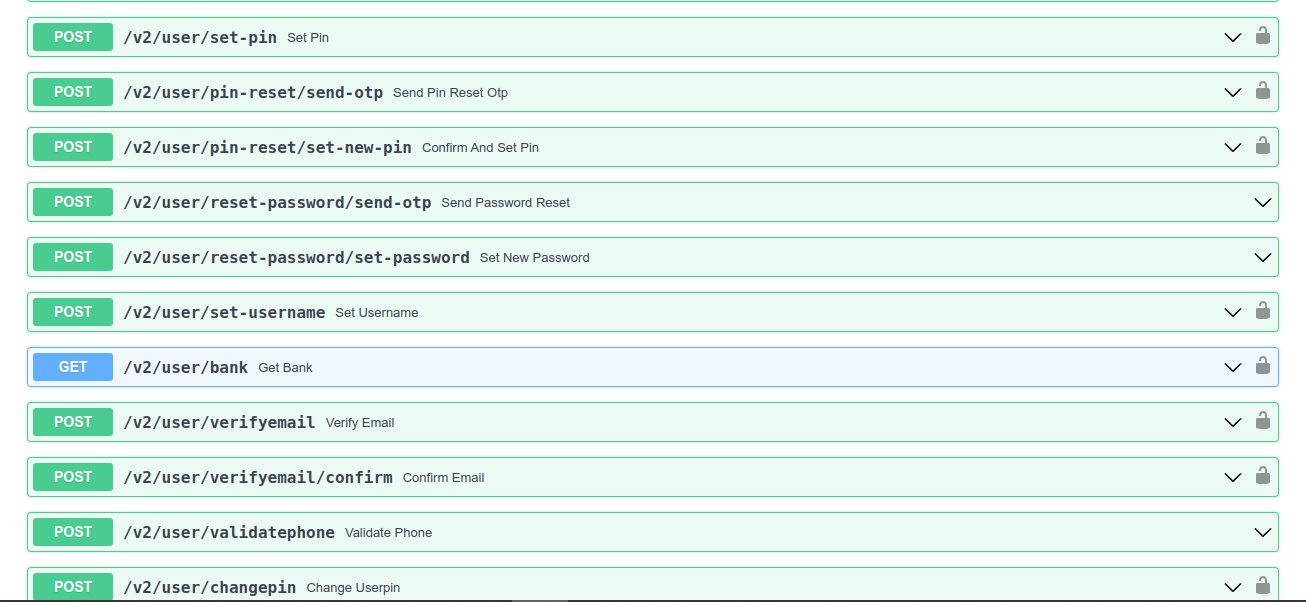 POST /v2/user/set-pin Set Pin
POST /v2/user/pin-reset/send-otp Send Pin Reset Otp
POST /v2/user/pin-reset/set-new-pin Confirm And Set Pin
POST /v2/user/reset-password/send-otp Send Password Reset
POST /v2/user/reset-password/set-password Set New Password
POST /v2/user/set-username Set Username
GET /v2/user/bank Get Bank
POST /v2/user/verifyemail Verify Email
POST /v2/user/verifyemail/confirm Confirm Email
POST /v2/user/validatephone Validate Phone
POST /v2/user/changepin Change Userpin